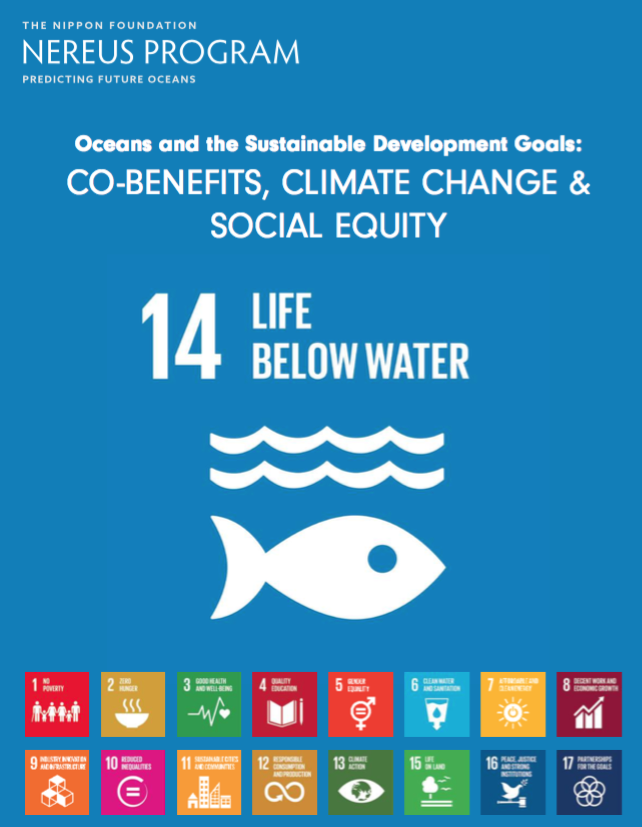 THE NIPPON FOUNDATION
NEREUS PROGRAM
PREDICTING FUTURE OCEANS
Oceans and the Sustainable Development Goals:
CO-BENEFITS, CLIMATE CHANGE &
SOCIAL EQUITY
14 LIFE
BELOW WATER
1 NO
POVERTY
2 ZERO
HUNGER
3 GOOD HEALTH
AND WELL-BEING
4 QUALITY
EDUCATION
5 GENDER
EQUALITY
6 CLEAN WATER
AND SANITATION
7 AFFORDABLE AND
CLEAN ENERGY
8 DECENT WORK AND
ECONOMIC GROWTH
9 INDUSTRY, INNOVATION
AND INFRASTRUCTURE
10 REDUCED
INEQUALITIES
11 SUSTAINABLE CITIES
AND COMMUNITIES
12 RESPONSIBLE
CONSUMPTION
AND PRODUCTION
13 CLIMATE
ACTION
15 LIFE
ON LAND
16 PEACE, JUSTICE
AND STRONG
INSTITUTIONS
17 PARTNERSHIPS
FOR THE GOALS